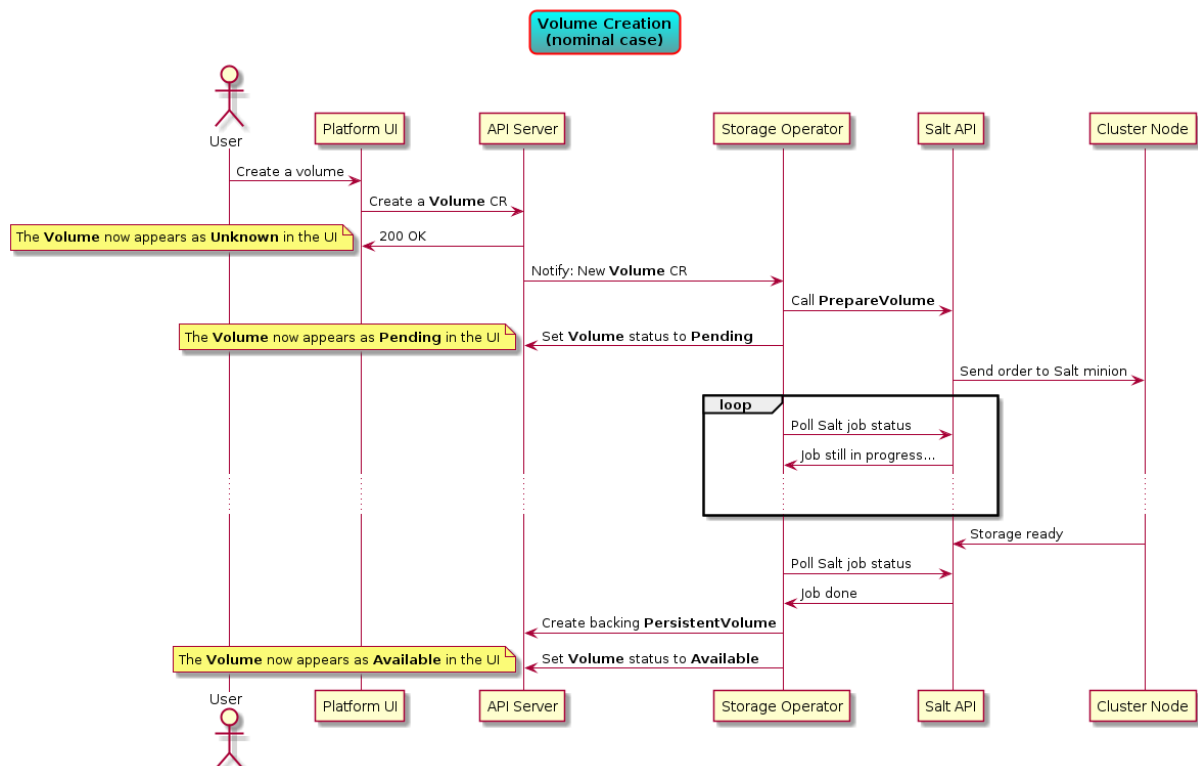 Volume Creation
(nominal case)
User
Platform UI
API Server
Storage Operator
Salt API
Cluster Node
Create a volume
Create a Volume CR
The Volume now appears as Unknown in the UI
200 OK
Notify: New Volume CR
Call PrepareVolume
The Volume now appears as Pending in the UI
Set Volume status to Pending
Send order to Salt minion
loop
Poll Salt job status
Job still in progress...
Storage ready
Poll Salt job status
Job done
Create backing PersistentVolume
The Volume now appears as Available in the UI
Set Volume status to Available
User
Platform UI
API Server
Storage Operator
Salt API
Cluster Node